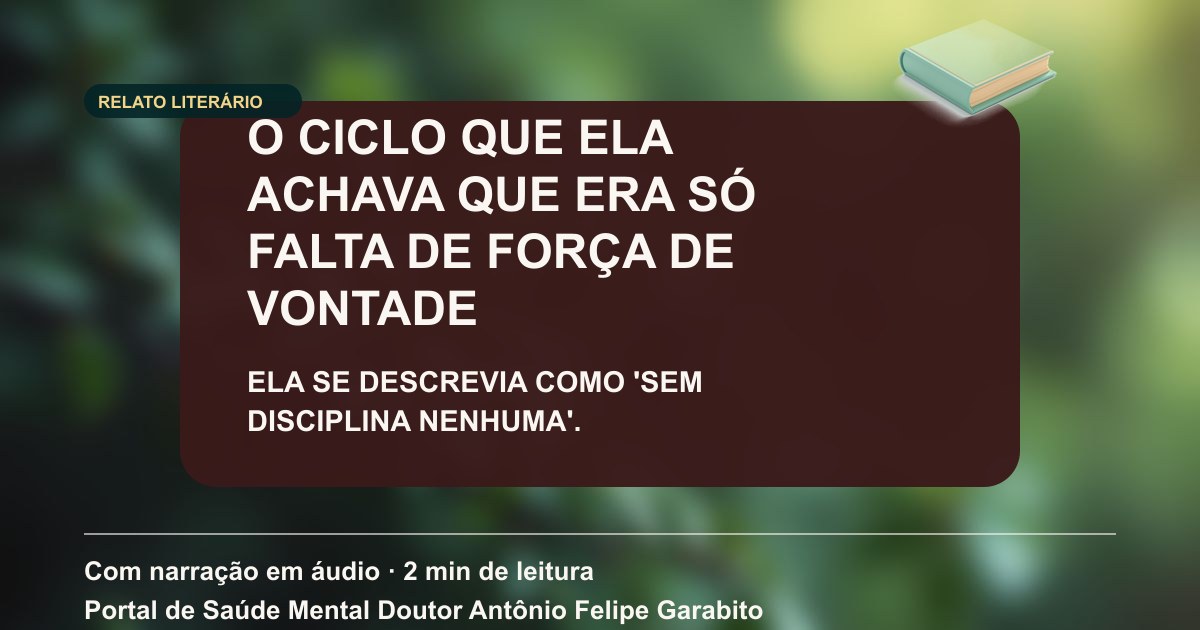 RELATO LITERÁRIO
O CICLO QUE ELA
ACHAVA QUE ERA SÓ
FALTA DE FORÇA DE
VONTADE
ELA SE DESCREVIA COMO 'SEM
DISCIPLINA NENHUMA'.
Com narração em áudio · 2 min de leitura
Portal de Saúde Mental Doutor Antônio Felipe Garabito